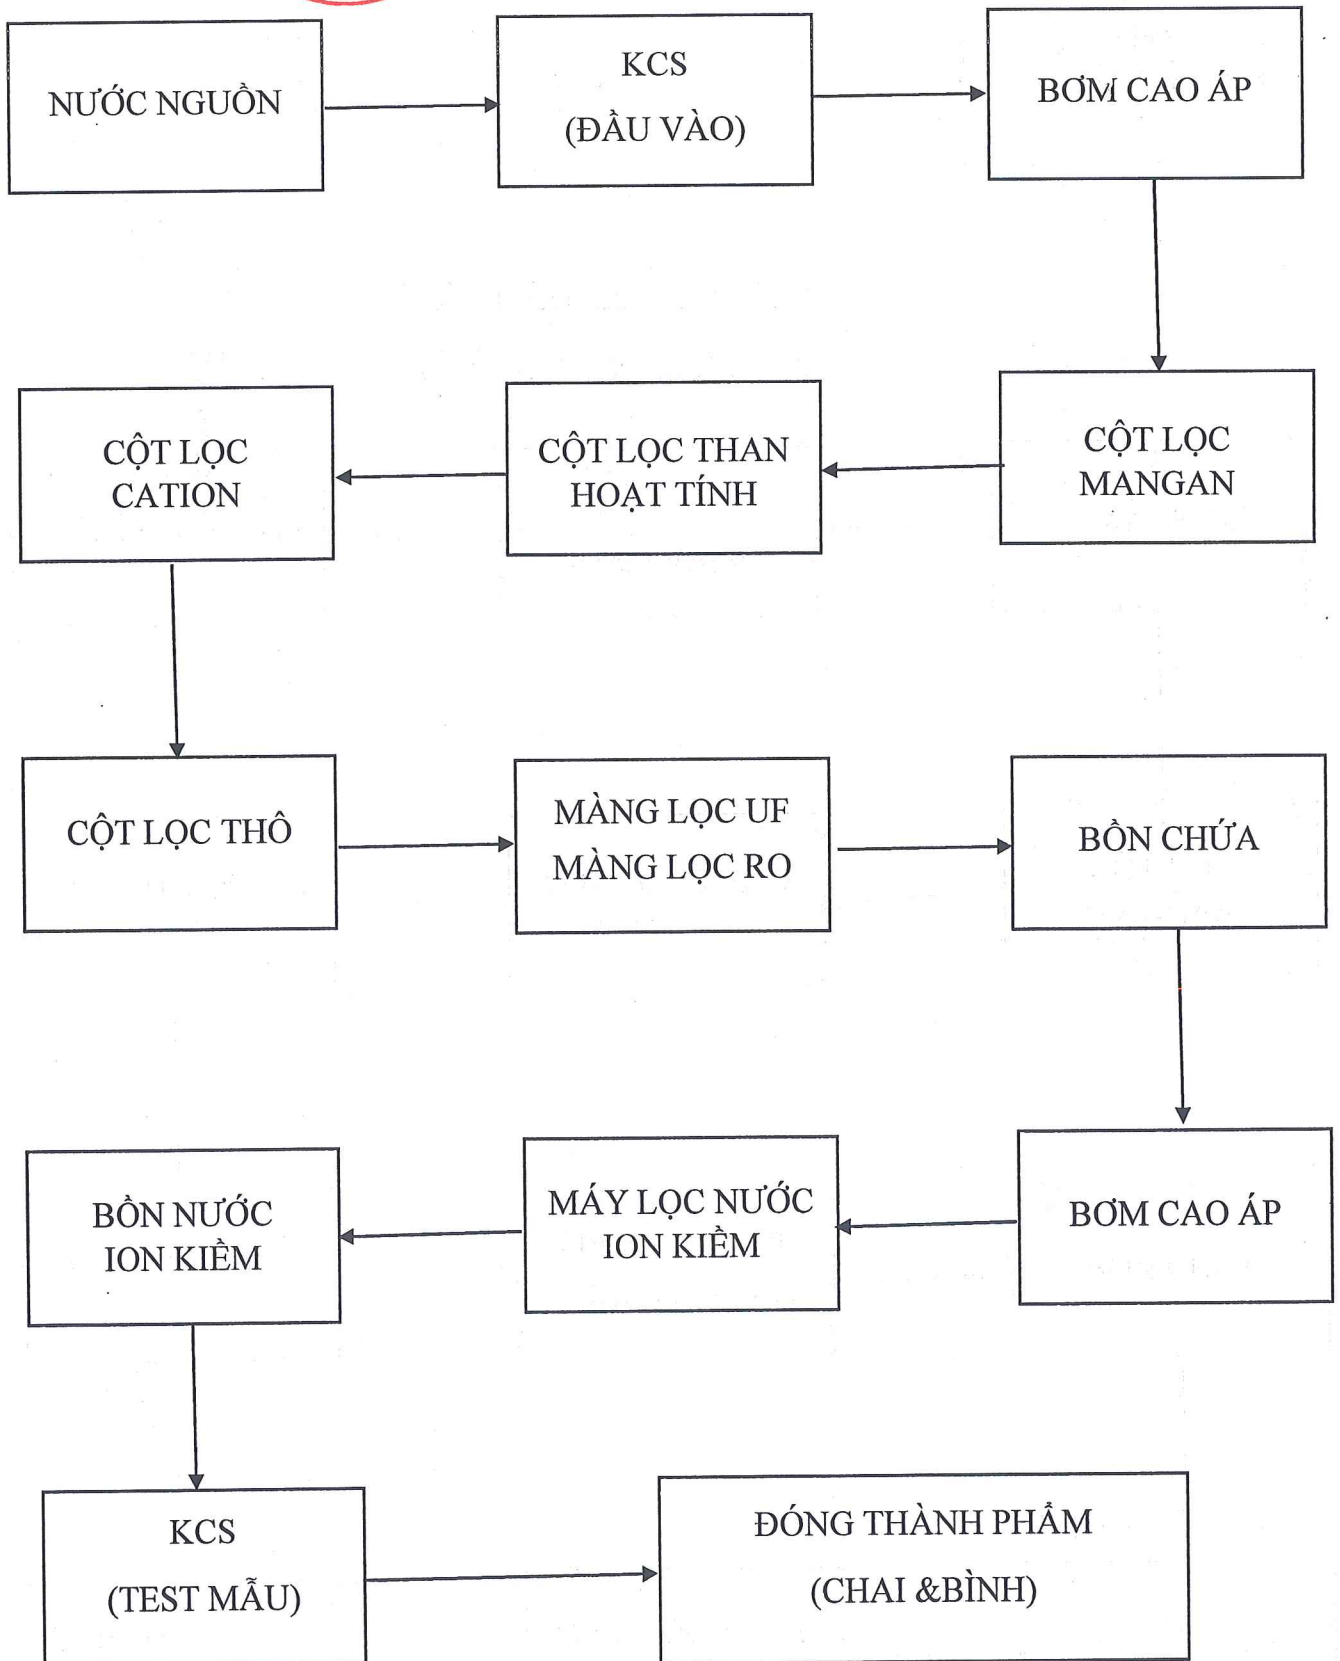 NƯỚC NGUỒN
KCS
(ĐẦU VÀO)
BƠM CAO ÁP
CỘT LỌC
MANGAN
CỘT LỌC THAN
HOẠT TÍNH
CỘT LỌC
CATION
CỘT LỌC THÔ
MÀNG LỌC UF
MÀNG LỌC RO
BỒN CHỨA
BƠM CAO ÁP
MÁY LỌC NƯỚC
ION KIỀM
BỒN NƯỚC
ION KIỀM
KCS
(TEST MẪU)
ĐÓNG THÀNH PHẨM
(CHAI &BÌNH)